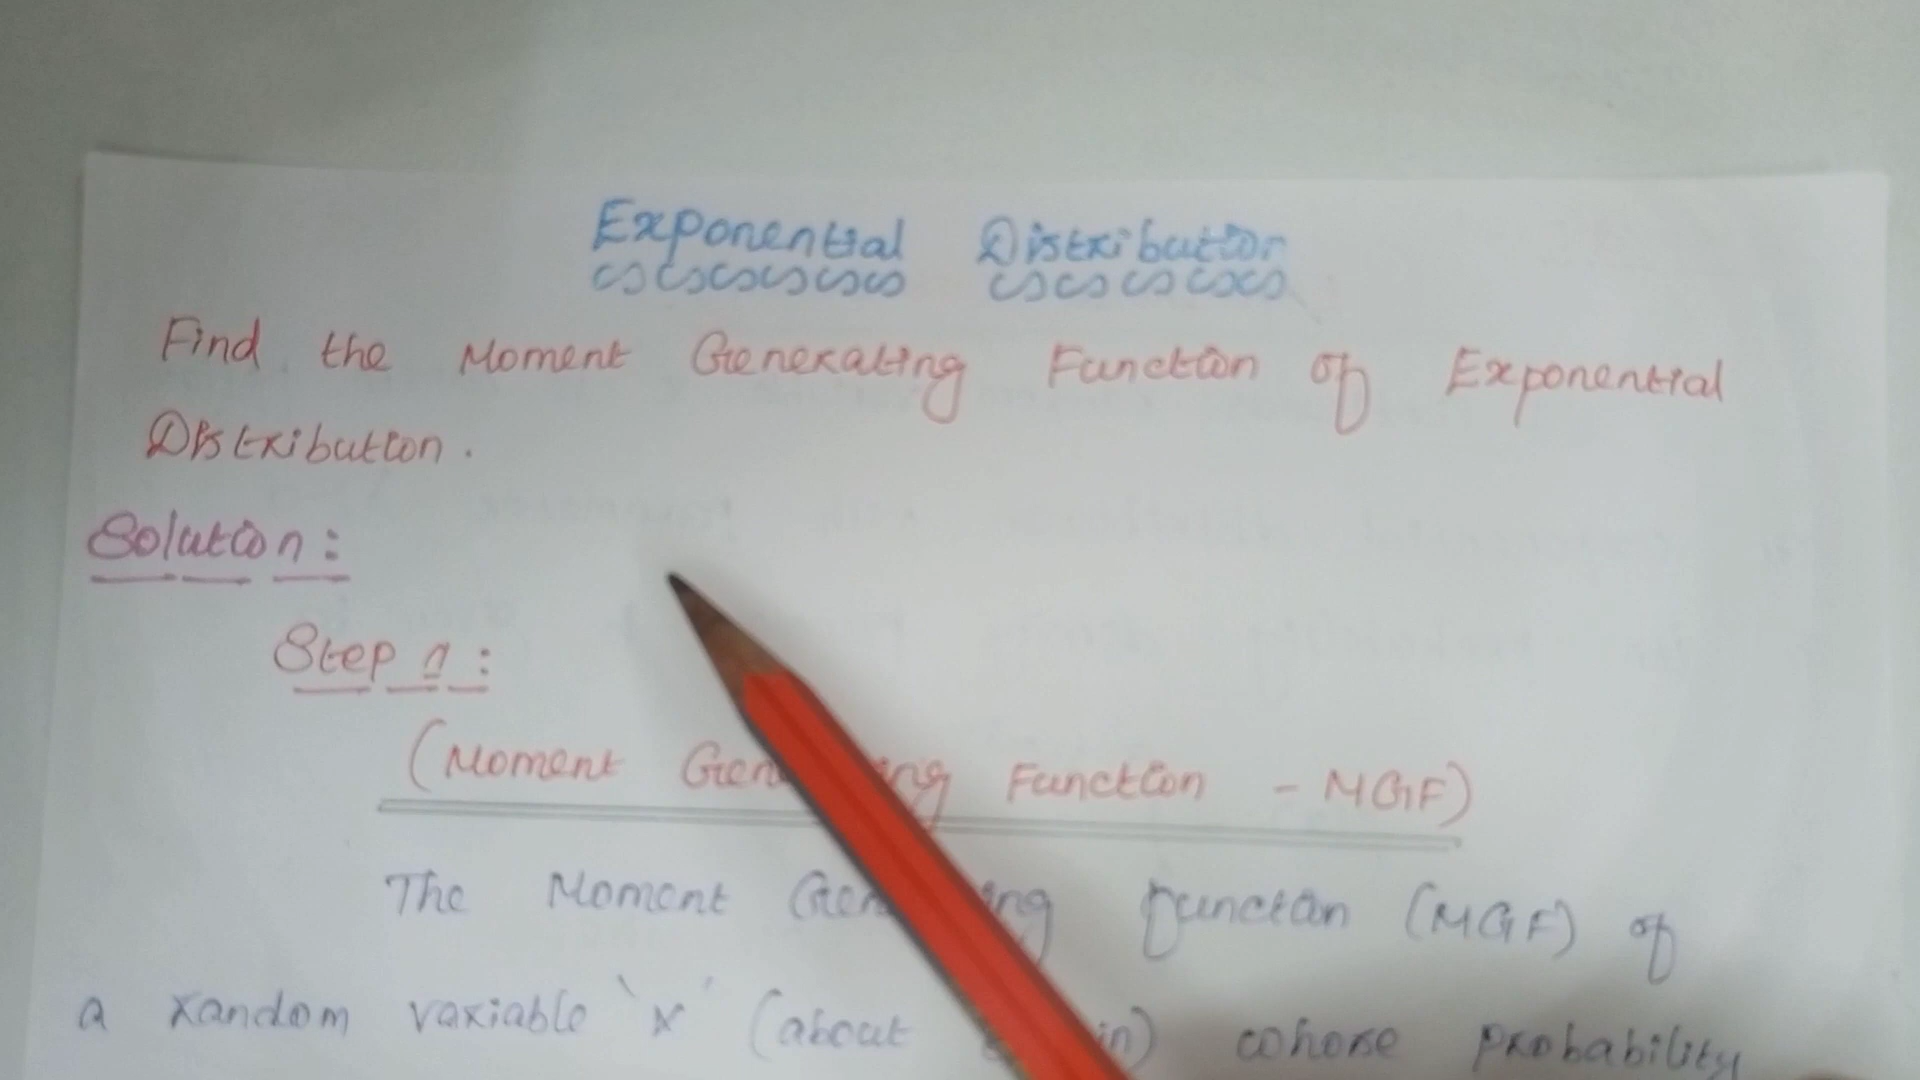 Exponential Distribution
Find the Moment Generating Function of Exponential
Distribution.
Solution:
Step 1:
(Moment Function - MGF)
The Moment Function (MGF) of
a random variable 'x' (about whose probability